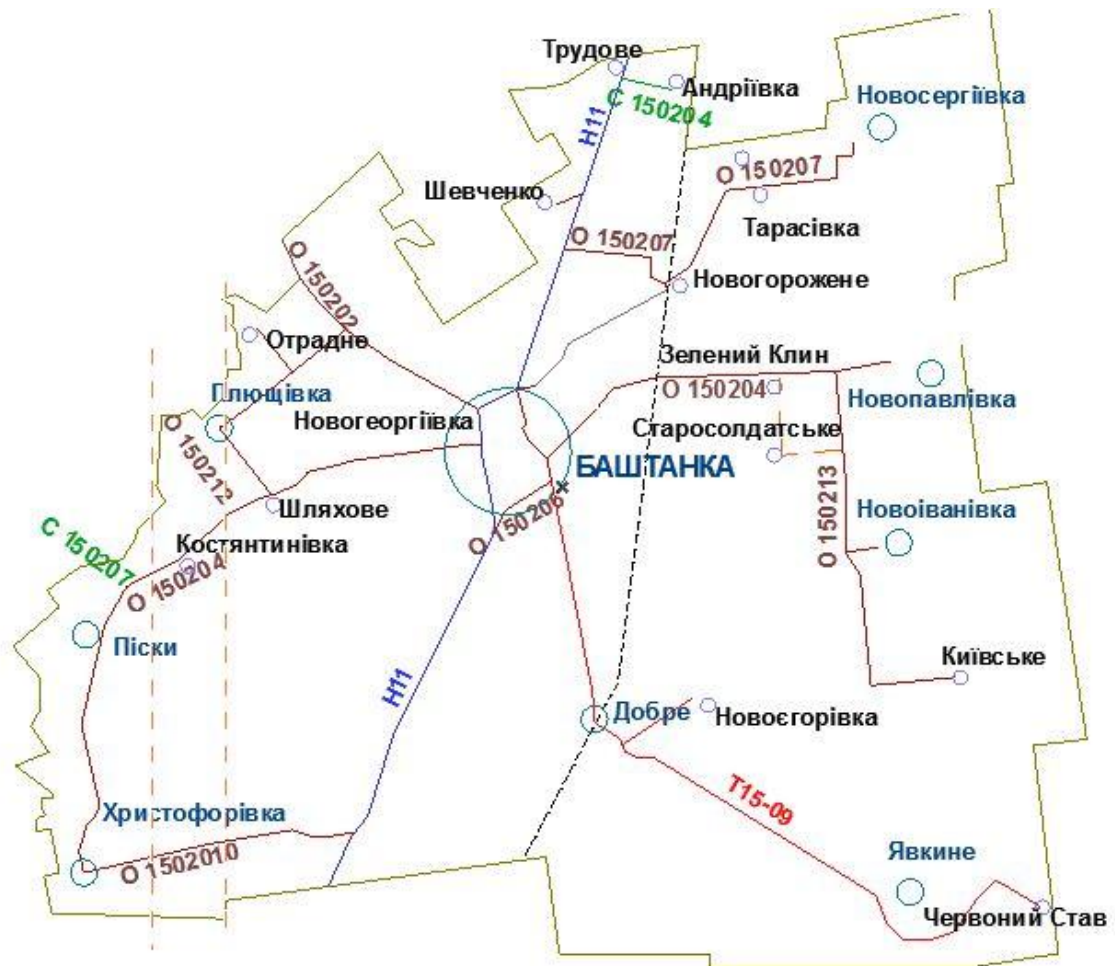 Трудове
Андріївка
С 150204
Новосергіївка
Н11
О 150207
Шевченко
Тарасівка
О 150207
О 150202
Новогорожене
Отрадне
Зелений Клин
О 150204
Плющівка
Новопавлівка
Новогеоргіївка
Старосолдатське
БАШТАНКА
О 150212
О 150213
О 150206
Шляхове
Новоіванівка
Костянтинівка
С 150207
О 150204
Піски
Київське
Н11
Добре
Новоєгорівка
Т15-09
Христофорівка
О 1502010
Явкине
Червоний Став